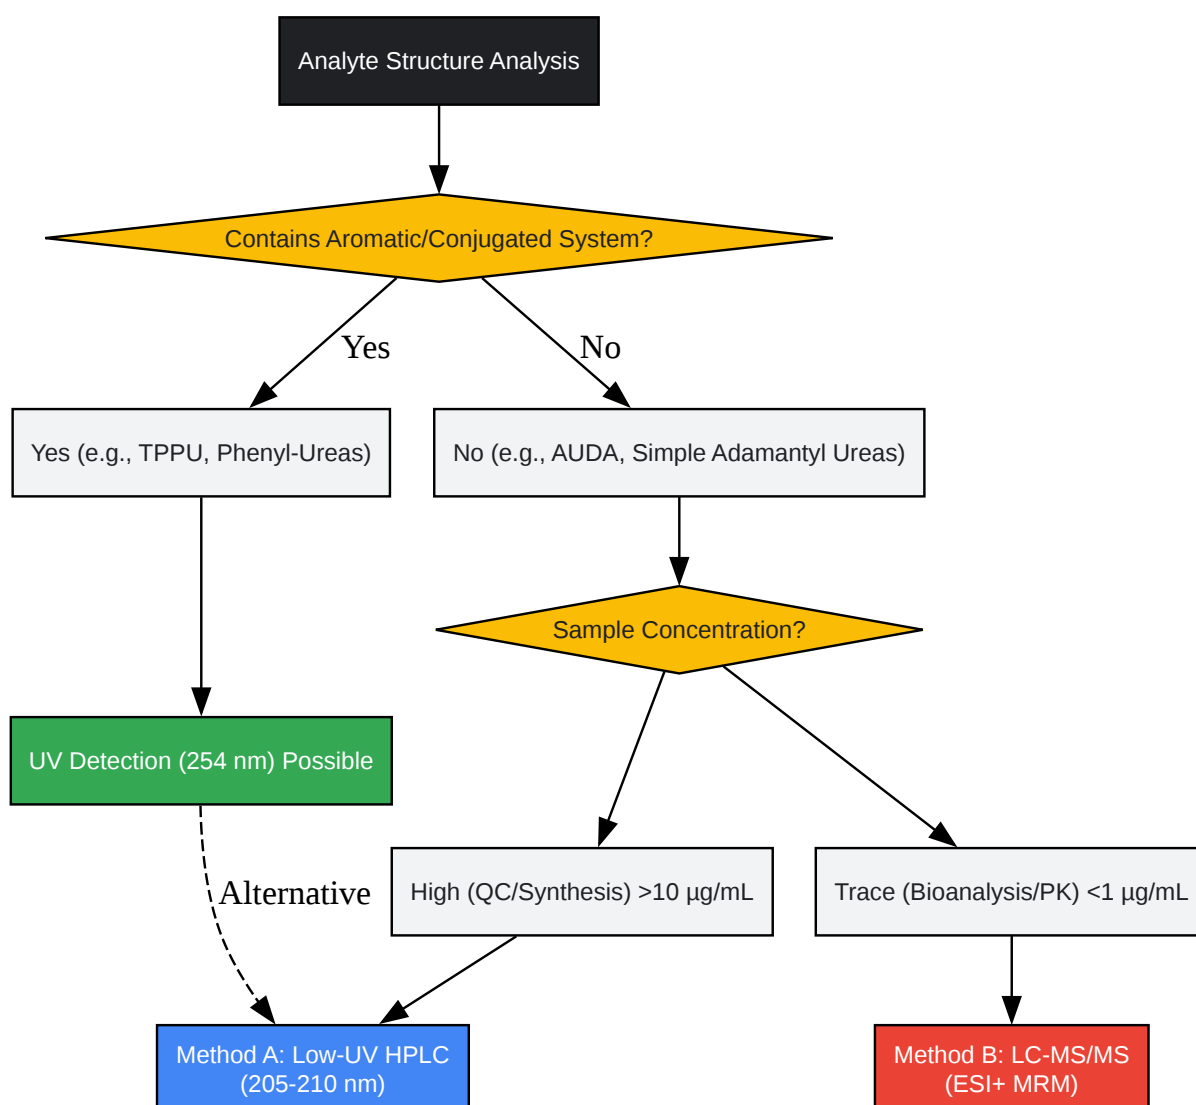 Analyte Structure Analysis
Contains Aromatic/Conjugated System?
Yes
No
Yes (e.g., TPPU, Phenyl-Ureas)
No (e.g., AUDA, Simple Adamantyl Ureas)
Sample Concentration?
UV Detection (254 nm) Possible
Alternative
High (QC/Synthesis) >10 µg/mL
Trace (Bioanalysis/PK) <1 µg/mL
Method A: Low-UV HPLC
(205-210 nm)
Method B: LC-MS/MS
(ESI+ MRM)